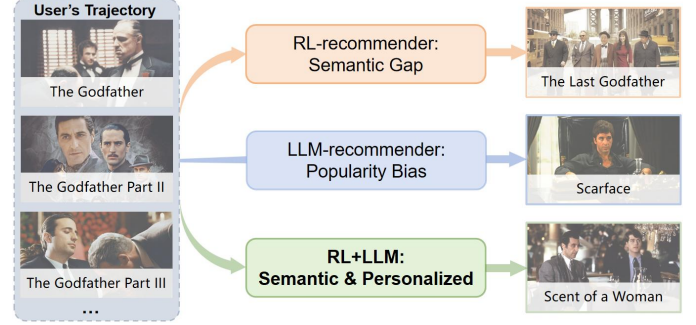 User's Trajectory
The Godfather
The Godfather Part II
The Godfather Part III
...
RL-recommender:
Semantic Gap
LLM-recommender:
Popularity Bias
RL+LLM:
Semantic & Personalized
The Last Godfather
Scarface
Scent of a Woman